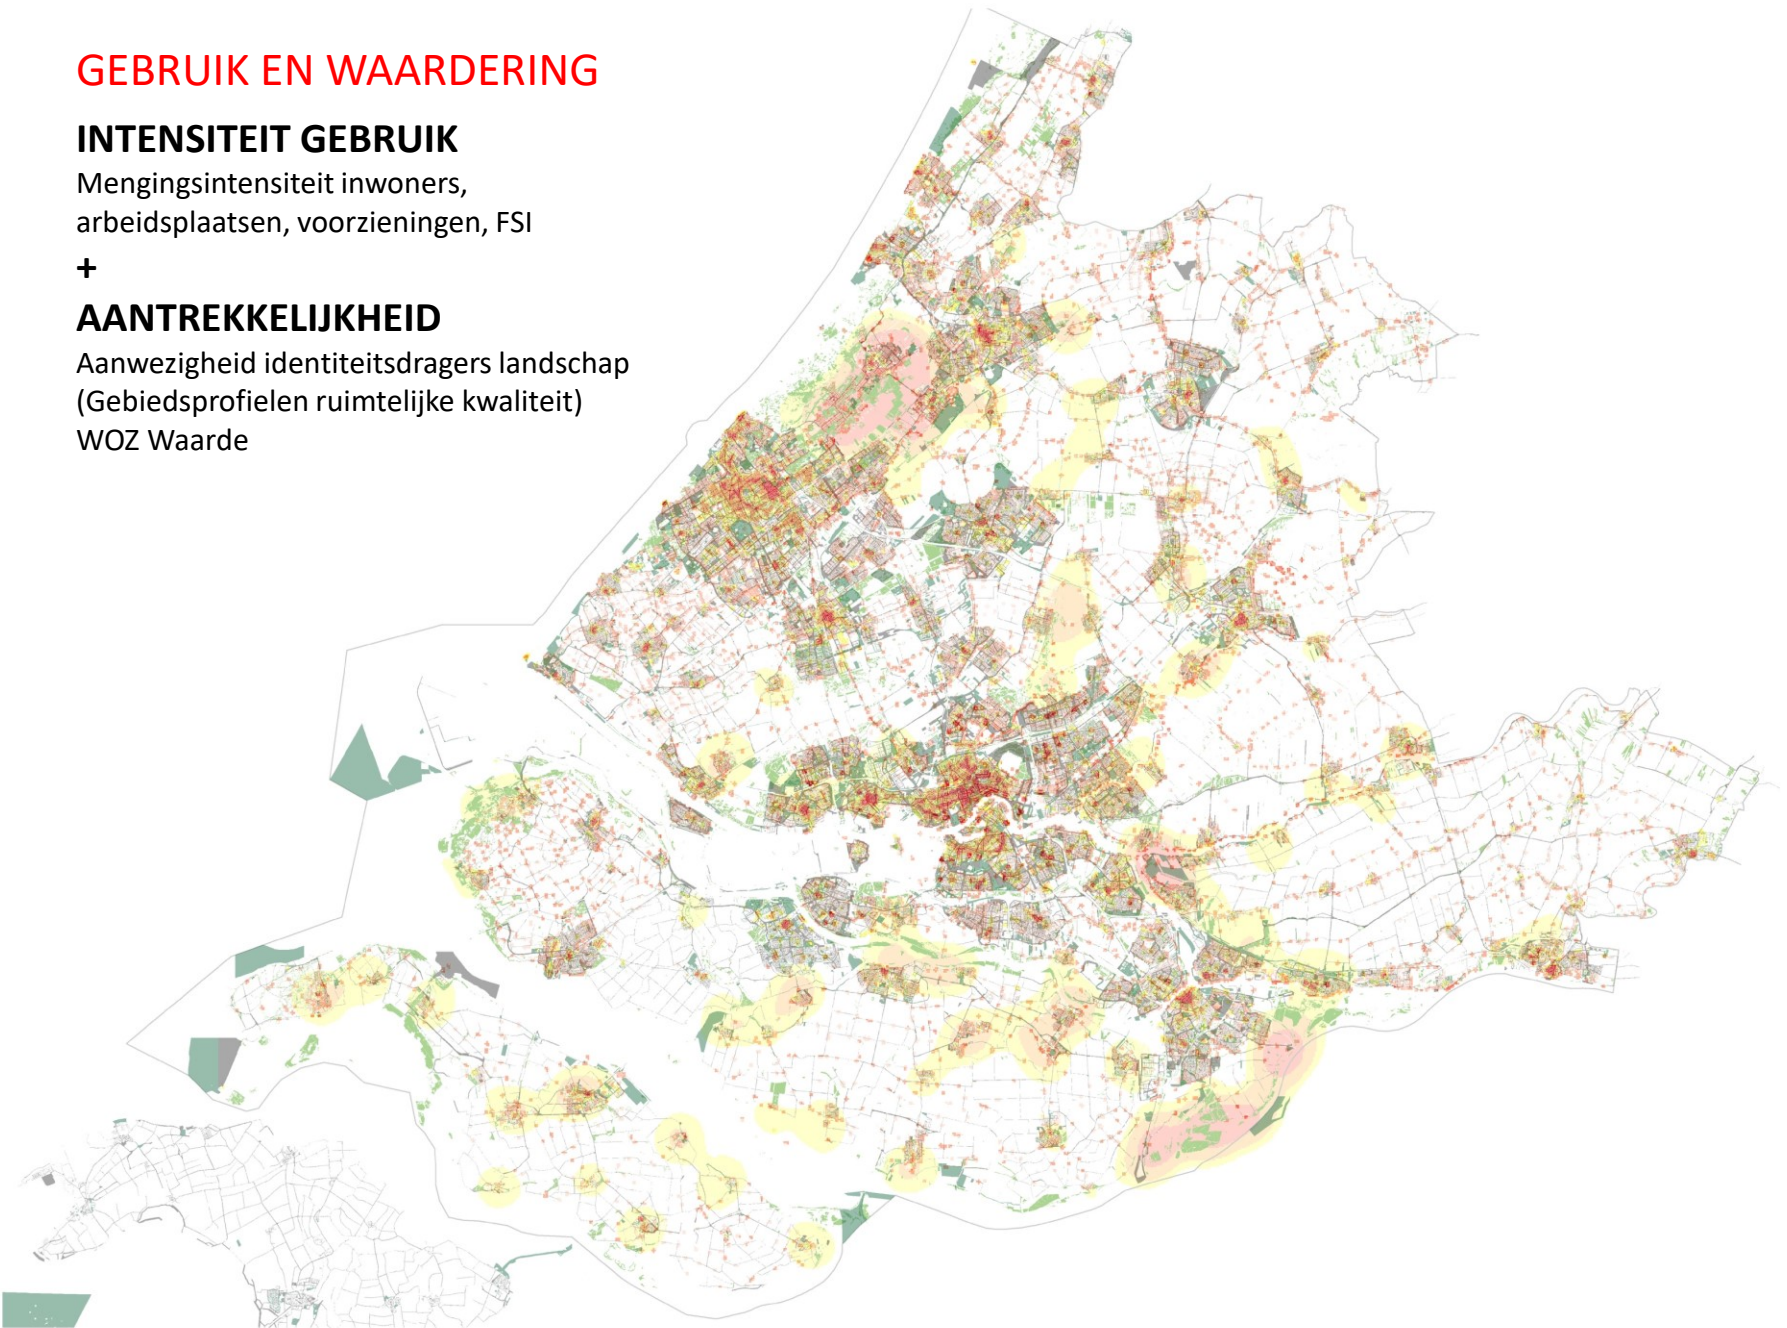 GEBRUIK EN WAARDERING
INTENSITEIT GEBRUIK
Mengingsintensiteit inwoners,
arbeidsplaatsen, voorzieningen, FSI
+
AANTREKKELIJKHEID
Aanwezigheid identiteitsdragers landschap
(Gebiedsprofielen ruimtelijke kwaliteit)
WOZ Waarde